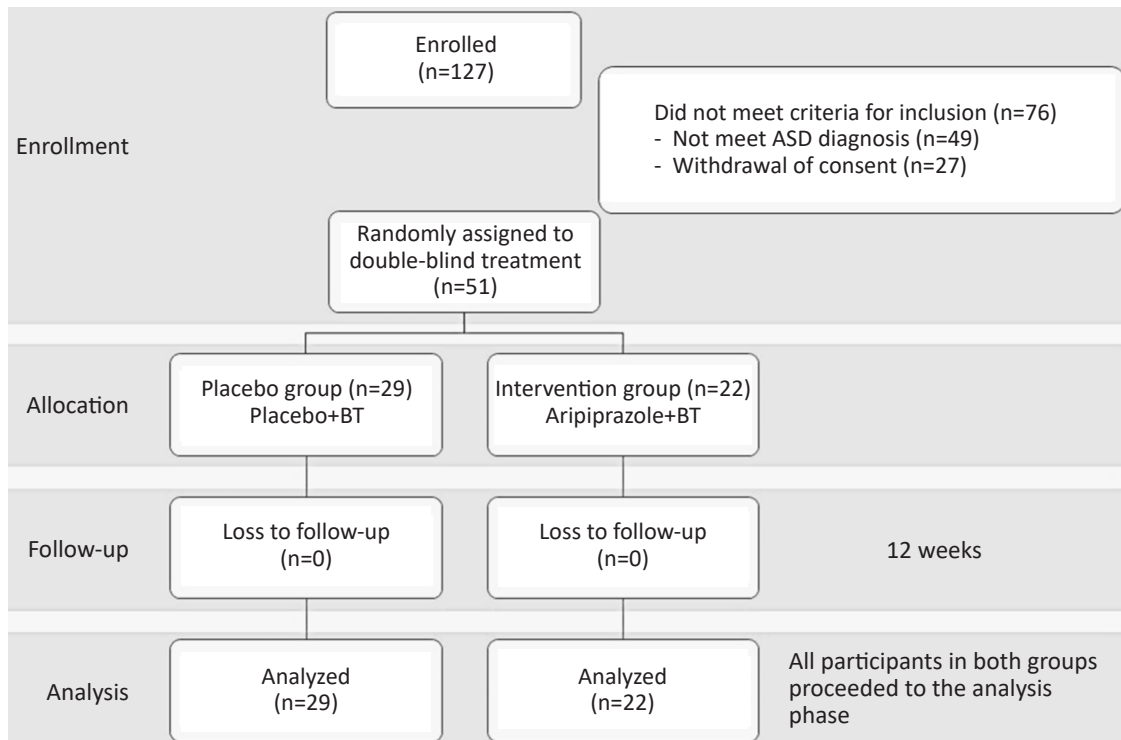 Enrolled
(n=127)
Did not meet criteria for inclusion (n=76)
- Not meet ASD diagnosis (n=49)
- Withdrawal of consent (n=27)
Enrollment
Randomly assigned to
double-blind treatment
(n=51)
Allocation
Placebo group (n=29)
Placebo+BT
Intervention group (n=22)
Aripiprazole+BT
Follow-up
Loss to follow-up
(n=0)
Loss to follow-up
(n=0)
12 weeks
Analysis
Analyzed
(n=29)
Analyzed
(n=22)
All participants in both groups
proceeded to the analysis
phase